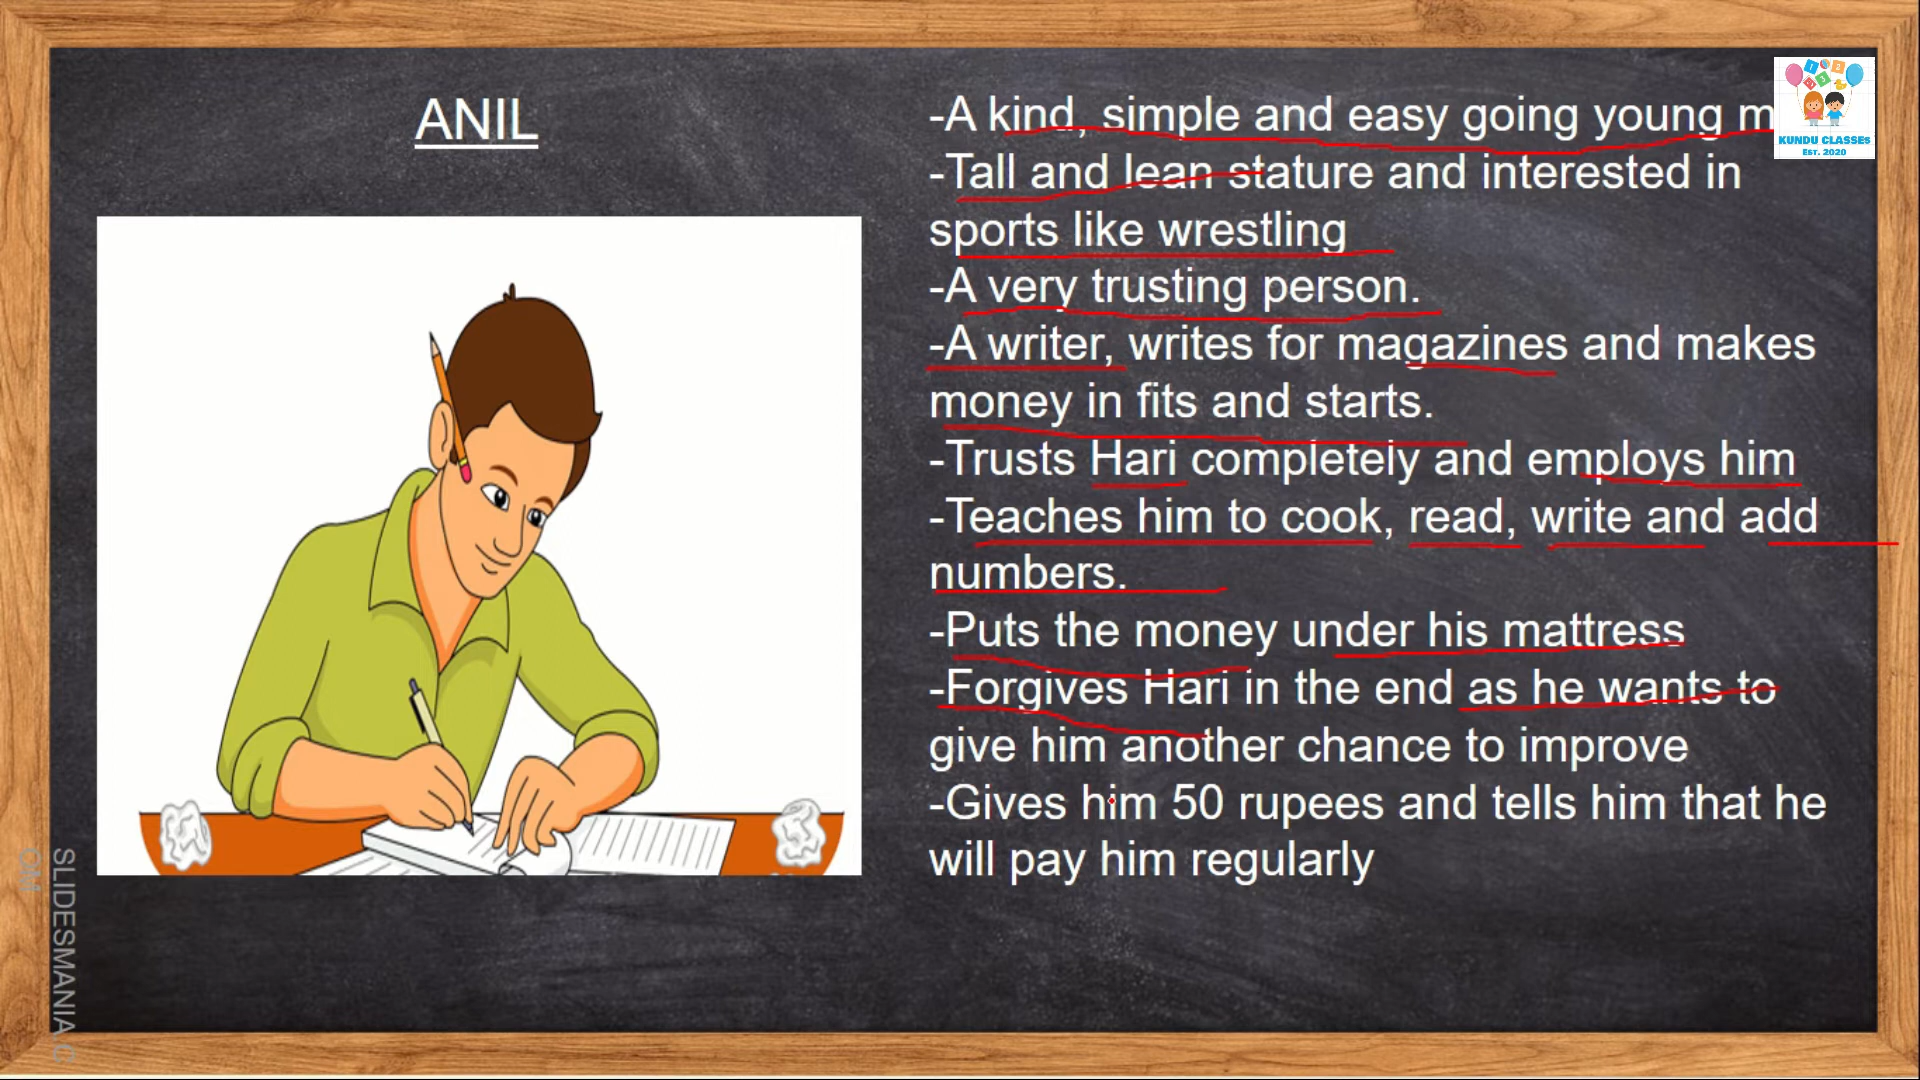 ANIL
-A kind, simple and easy going young m
-Tall and lean stature and interested in
sports like wrestling
-A very trusting person.
-A writer, writes for magazines and makes
money in fits and starts.
-Trusts Hari completely and employs him
-Teaches him to cook, read, write and add
numbers.
-Puts the money under his mattress
-Forgives Hari in the end as he wants to
give him another chance to improve
-Gives him 50 rupees and tells him that he
will pay him regularly
KUNDU CLASSEs
EST. 2020
SLIDESMANIA.C
OM